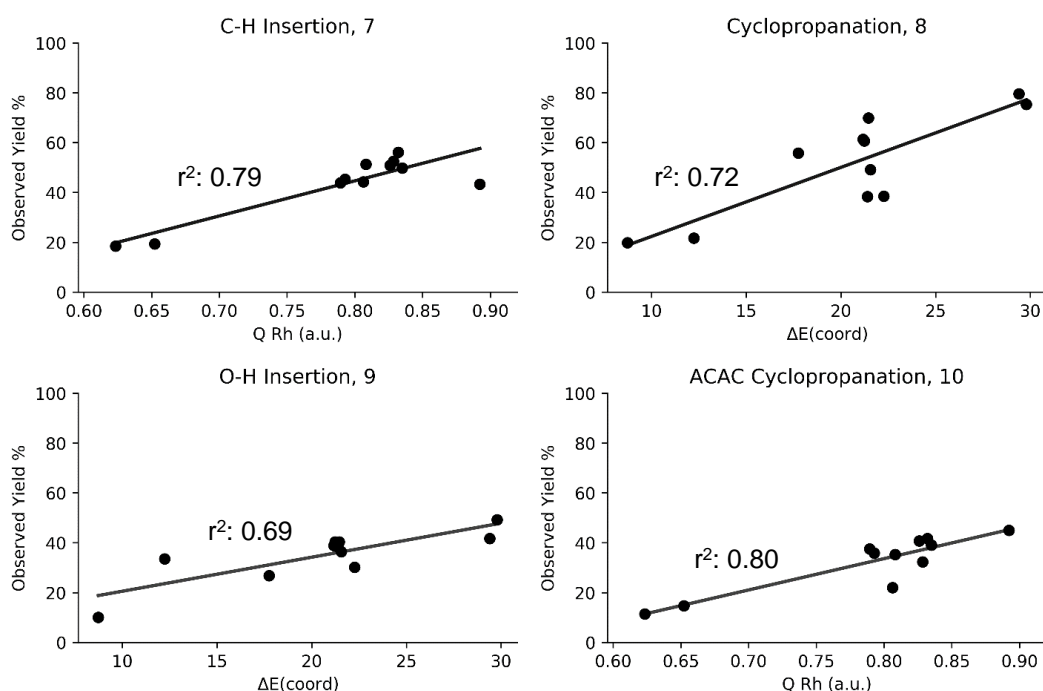 C-H Insertion, 7
100
80
60
40
20
0
Observed Yield %
r²: 0.79
0.60 0.65 0.70 0.75 0.80 0.85 0.90
Q Rh (a.u.)
Cyclopropanation, 8
100
80
60
40
20
0
Observed Yield %
r²: 0.72
10 15 20 25 30
ΔE(coord)
O-H Insertion, 9
100
80
60
40
20
0
Observed Yield %
r²: 0.69
10 15 20 25 30
ΔE(coord)
ACAC Cyclopropanation, 10
100
80
60
40
20
0
Observed Yield %
r²: 0.80
0.60 0.65 0.70 0.75 0.80 0.85 0.90
Q Rh (a.u.)